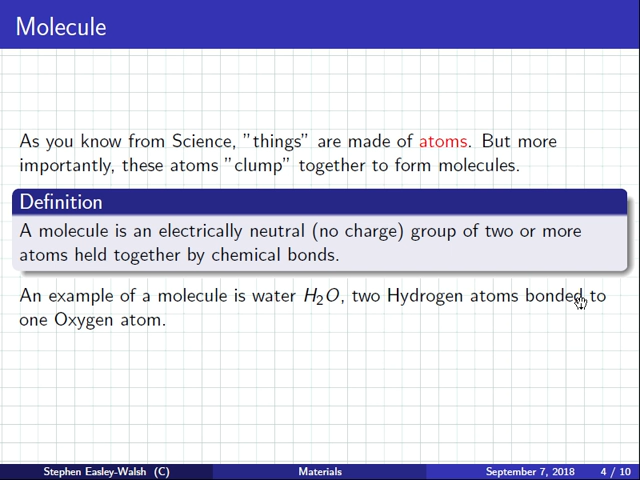 Molecule
As you know from Science, ”things” are made of atoms. But more
importantly, these atoms ”clump” together to form molecules.
Definition
A molecule is an electrically neutral (no charge) group of two or more
atoms held together by chemical bonds.
An example of a molecule is water H₂O, two Hydrogen atoms bonded to
one Oxygen atom.
Stephen Easley-Walsh (C) Materials September 7, 2018 4 / 10